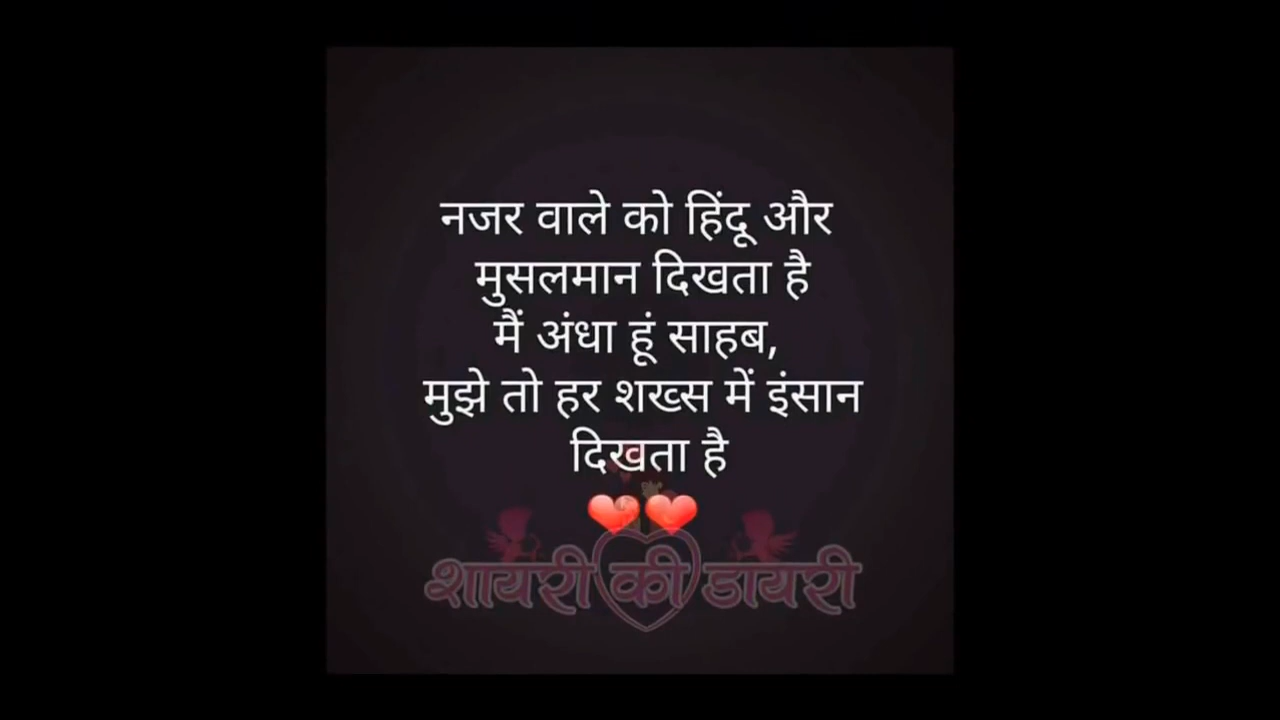 नजर वाले को हिंदू और
मुसलमान दिखता है
मैं अंधा हूं साहब,
मुझे तो हर शख्स में इंसान
दिखता है
शायरी की डायरी